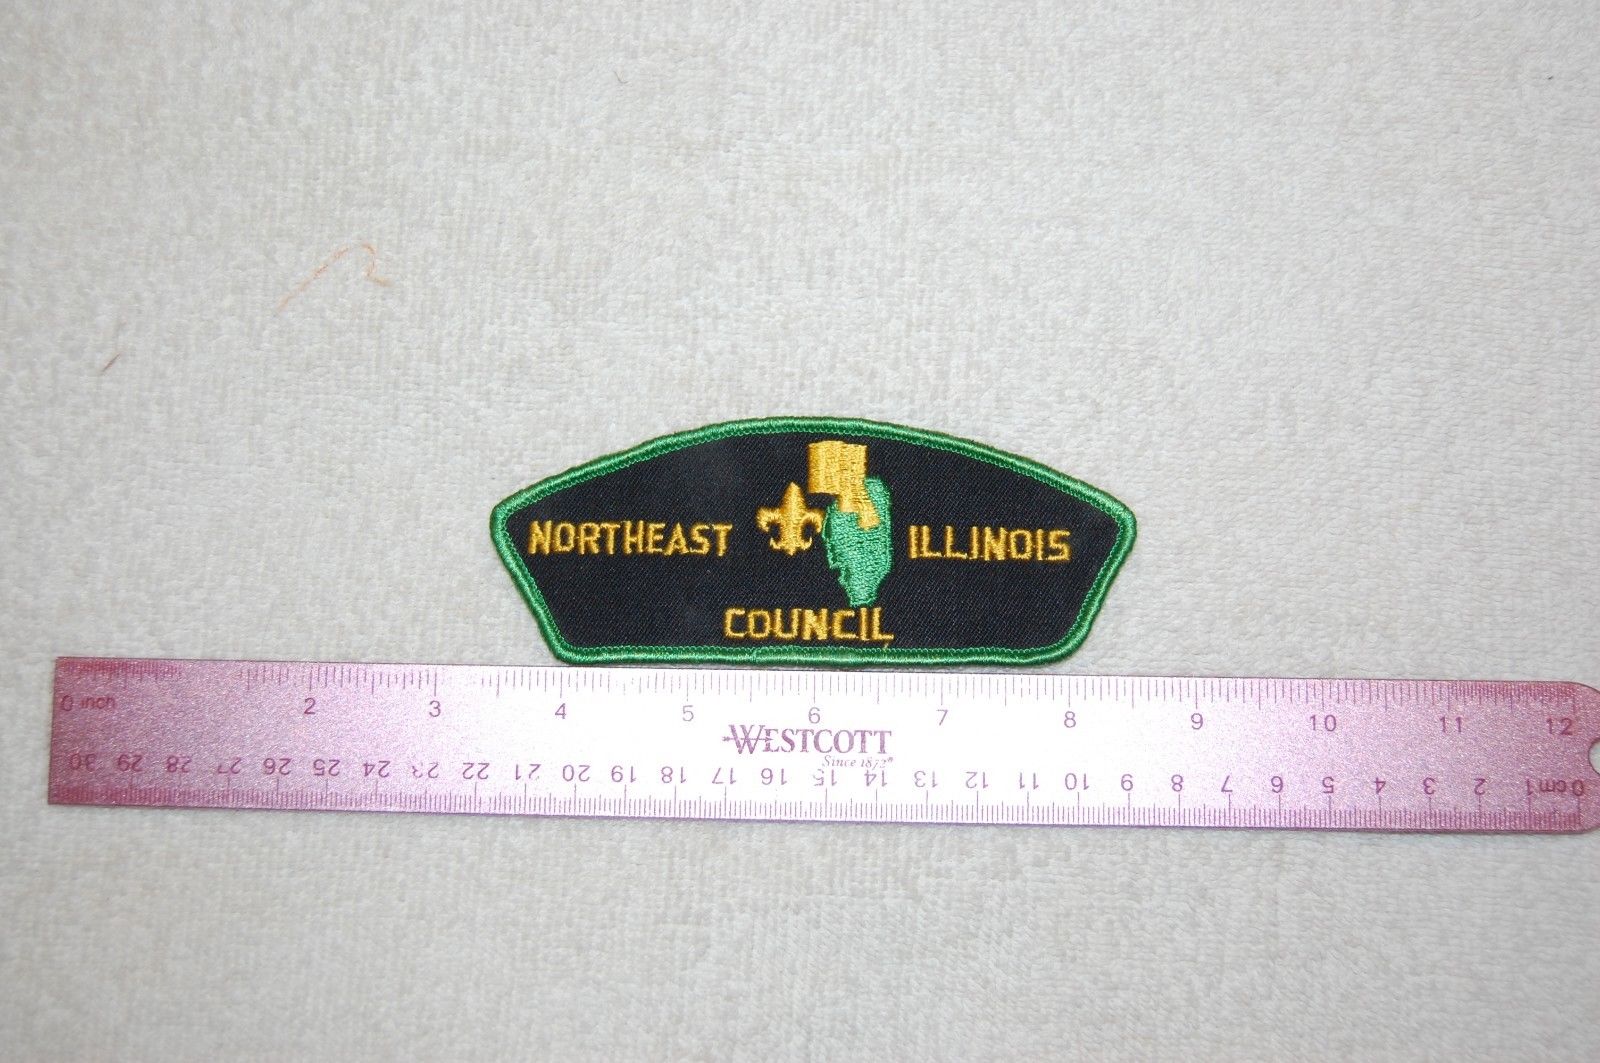 NORTHEAST ILLINOIS
COUNCIL
0 inch 2 3 4 5 6 7 8 9 10 11 12
WESTCOTT
Since 1872®
30 29 28 27 26 25 24 23 22 21 20 19 18 17 16 15 14 13 12 11 10 9 8 7 6 5 4 3 2 1 cm 0